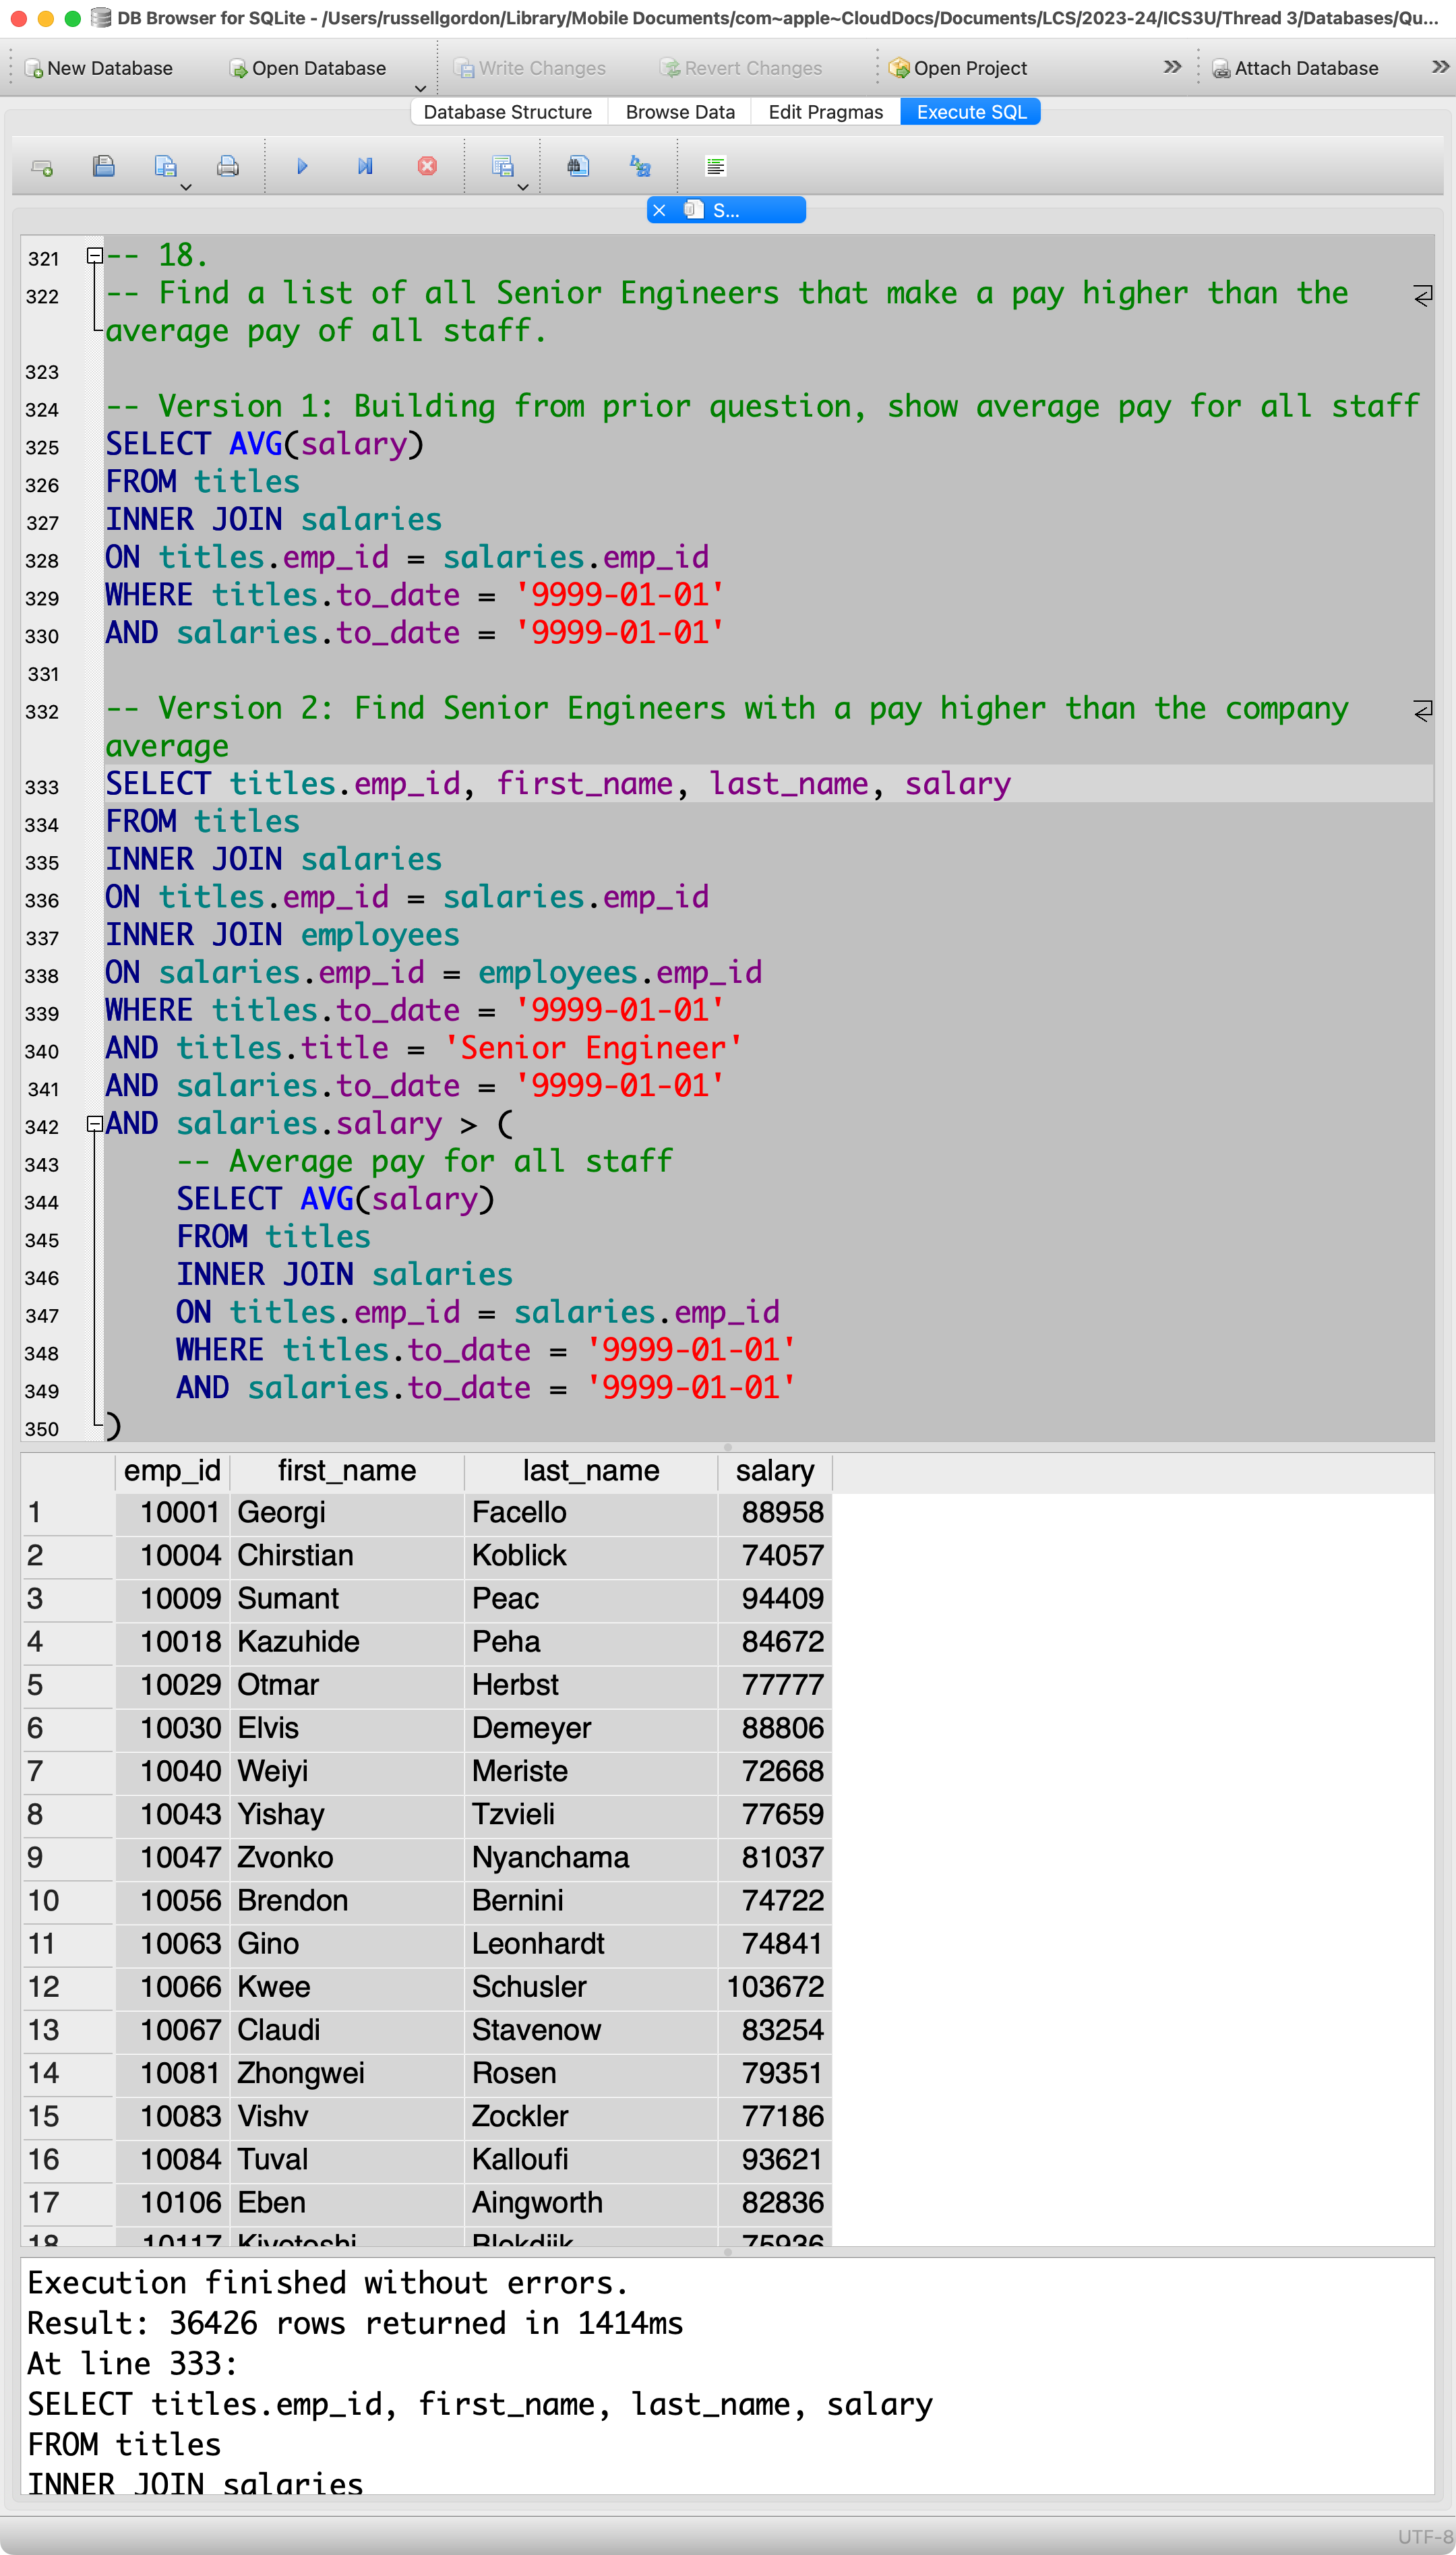 DB Browser for SQLite - /Users/russellgordon/Library/Mobile Documents/com~apple~CloudDocs/Documents/LCS/2023-24/ICS3U/Thread 3/Databases/Qu...
New Database Open Database Write Changes Revert Changes Open Project » Attach Database »
Database Structure Browse Data Edit Pragmas Execute SQL
S...
321 -- 18.
322 -- Find a list of all Senior Engineers that make a pay higher than the
average pay of all staff.
323
324 -- Version 1: Building from prior question, show average pay for all staff
325 SELECT AVG(salary)
326 FROM titles
327 INNER JOIN salaries
328 ON titles.emp_id = salaries.emp_id
329 WHERE titles.to_date = '9999-01-01'
330 AND salaries.to_date = '9999-01-01'
331
332 -- Version 2: Find Senior Engineers with a pay higher than the company
average
333 SELECT titles.emp_id, first_name, last_name, salary
334 FROM titles
335 INNER JOIN salaries
336 ON titles.emp_id = salaries.emp_id
337 INNER JOIN employees
338 ON salaries.emp_id = employees.emp_id
339 WHERE titles.to_date = '9999-01-01'
340 AND titles.title = 'Senior Engineer'
341 AND salaries.to_date = '9999-01-01'
342 AND salaries.salary > (
343 -- Average pay for all staff
344 SELECT AVG(salary)
345 FROM titles
346 INNER JOIN salaries
347 ON titles.emp_id = salaries.emp_id
348 WHERE titles.to_date = '9999-01-01'
349 AND salaries.to_date = '9999-01-01'
350 )
emp_id first_name last_name salary
1 10001 Georgi Facello 88958
2 10004 Chirstian Koblick 74057
3 10009 Sumant Peac 94409
4 10018 Kazuhide Peha 84672
5 10029 Otmar Herbst 77777
6 10030 Elvis Demeyer 88806
7 10040 Weiyi Meriste 72668
8 10043 Yishay Tzvieli 77659
9 10047 Zvonko Nyanchama 81037
10 10056 Brendon Bernini 74722
11 10063 Gino Leonhardt 74841
12 10066 Kwee Schusler 103672
13 10067 Claudi Stavenow 83254
14 10081 Zhongwei Rosen 79351
15 10083 Vishv Zockler 77186
16 10084 Tuval Kalloufi 93621
17 10106 Eben Aingworth 82836
18 10117 Kiyotoshi Blokdijk 75936
Execution finished without errors.
Result: 36426 rows returned in 1414ms
At line 333:
SELECT titles.emp_id, first_name, last_name, salary
FROM titles
INNER JOIN salaries
UTF-8